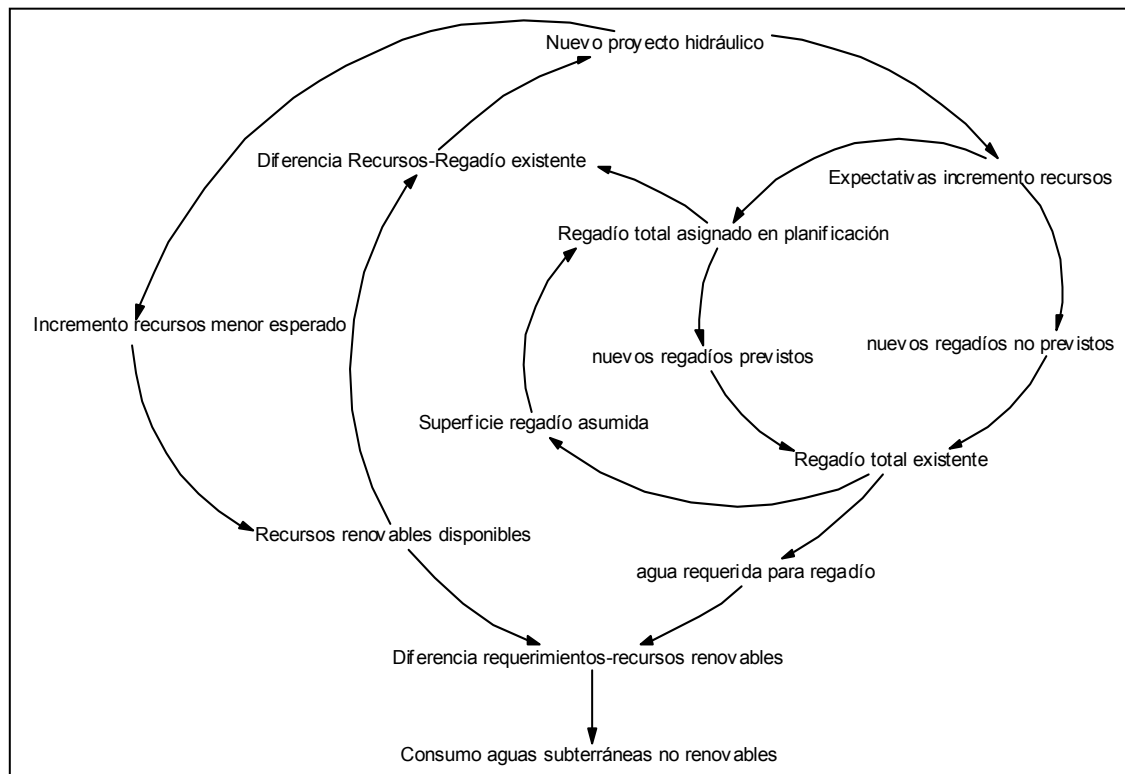 Nuevo proyecto hidráulico
Diferencia Recursos-Regadío existente
Expectativas incremento recursos
Regadío total asignado en planificación
Incremento recursos menor esperado
nuevos regadíos previstos
nuevos regadíos no previstos
Superficie regadío asumida
Regadío total existente
Recursos renovables disponibles
agua requerida para regadío
Diferencia requerimientos-recursos renovables
Consumo aguas subterráneas no renovables